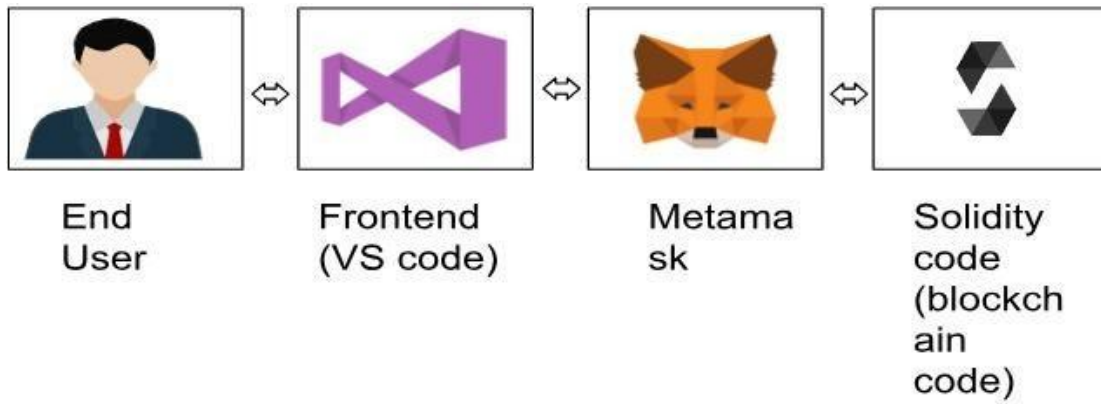 End
User
Frontend
(VS code)
Metama
sk
Solidity
code
(blockch
ain
code)